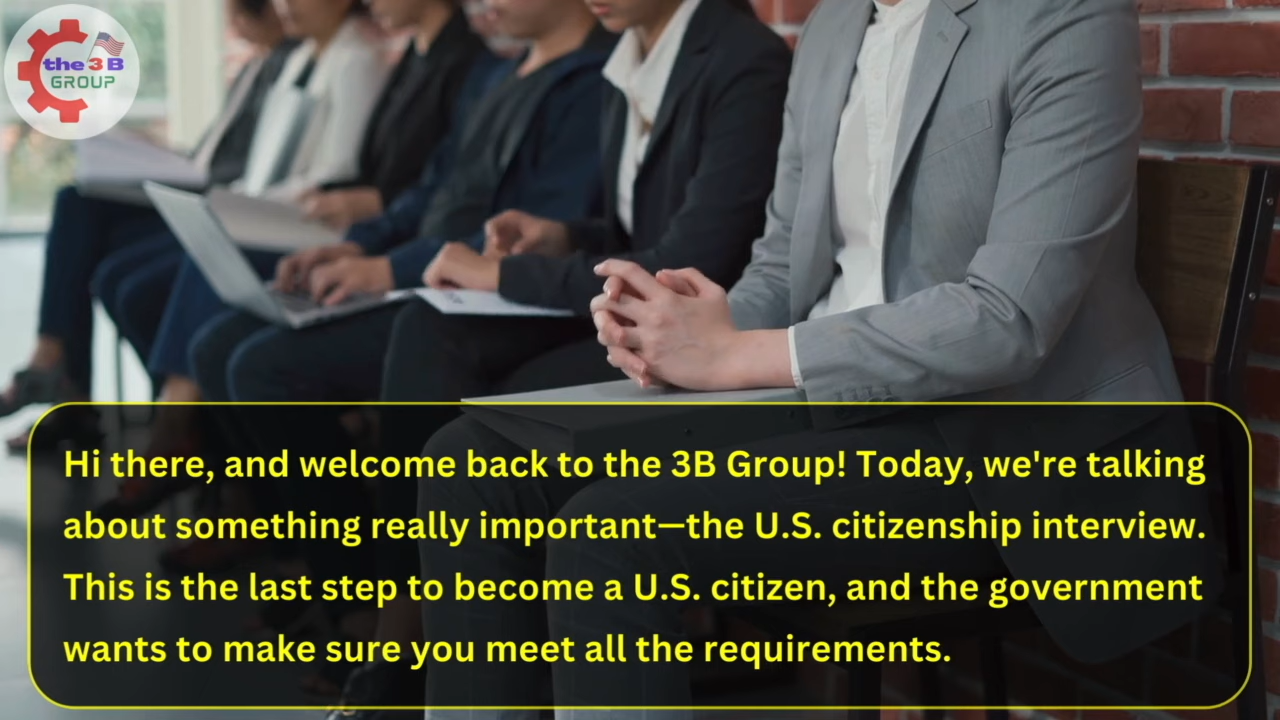 the 3 B
GROUP
Hi there, and welcome back to the 3B Group! Today, we're talking
about something really important—the U.S. citizenship interview.
This is the last step to become a U.S. citizen, and the government
wants to make sure you meet all the requirements.